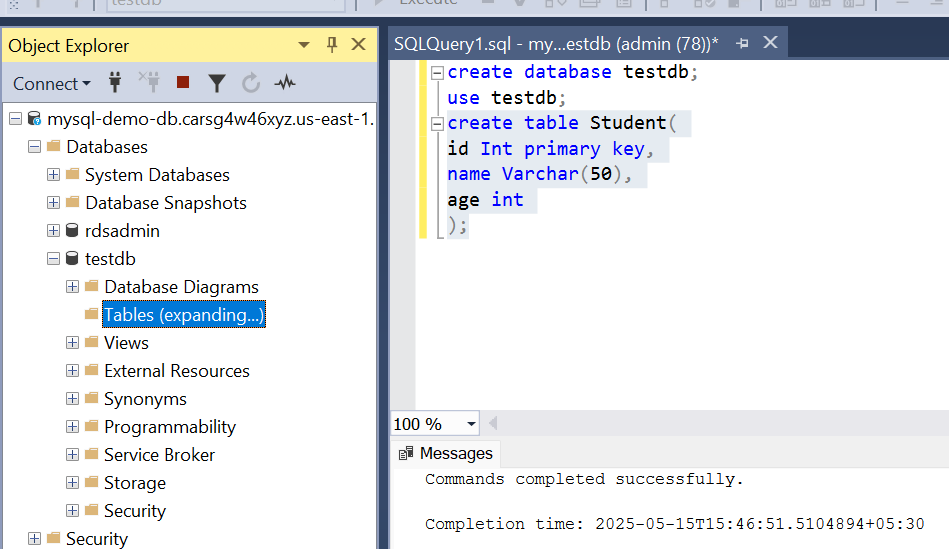 testdb
Execute
Object Explorer
Connect
mysql-demo-db.carsg4w46xyz.us-east-1.
Databases
System Databases
Database Snapshots
rdsadmin
testdb
Database Diagrams
Tables (expanding...)
Views
External Resources
Synonyms
Programmability
Service Broker
Storage
Security
Security
SQLQuery1.sql - my...estdb (admin (78))*
create database testdb;
use testdb;
create table Student(
id Int primary key,
name Varchar(50),
age int
);
100 %
Messages
Commands completed successfully.
Completion time: 2025-05-15T15:46:51.5104894+05:30